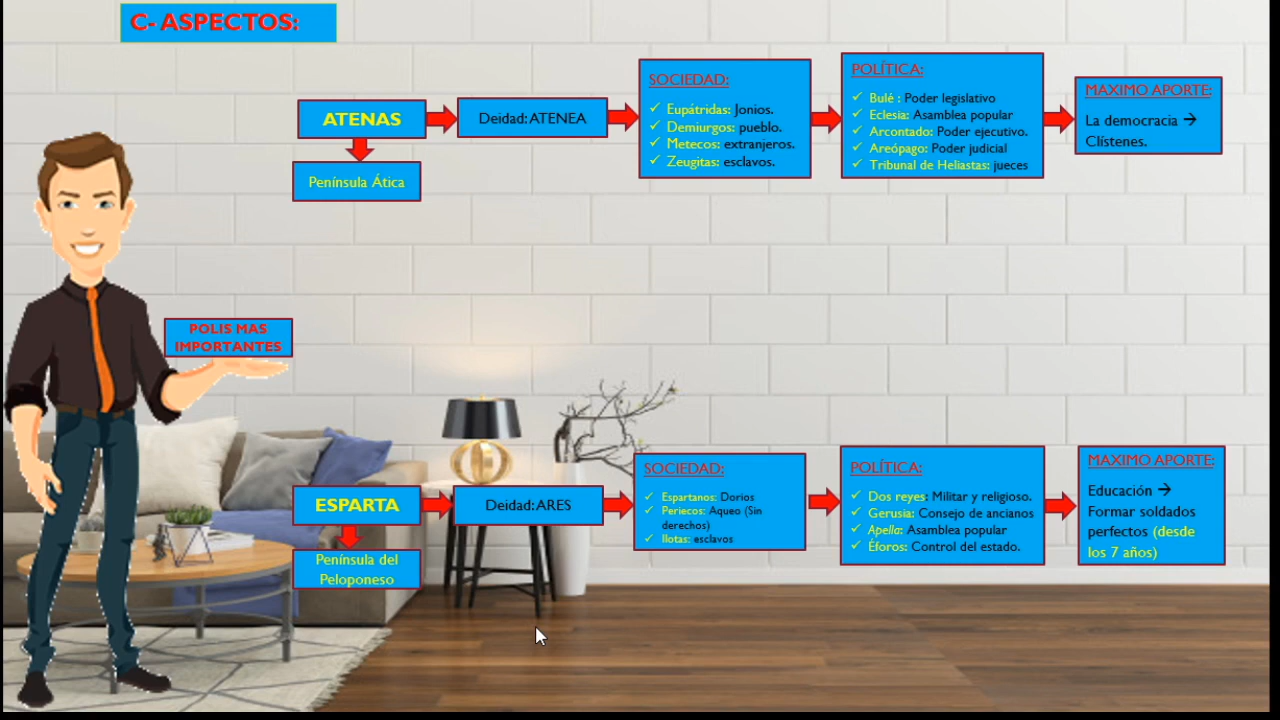 C- ASPECTOS:
ATENAS
Península Ática
Deidad: ATENEA
SOCIEDAD:
✓ Eupátridas: Jonios.
✓ Demiurgos: pueblo.
✓ Metecos: extranjeros.
✓ Zeugitas: esclavos.
POLÍTICA:
✓ Bulé : Poder legislativo
✓ Eclesia: Asamblea popular
✓ Arcontado: Poder ejecutivo.
✓ Areópago: Poder judicial
✓ Tribunal de Heliastas: jueces
MAXIMO APORTE:
La democracia →
Clístenes.
POLIS MAS
IMPORTANTES
ESPARTA
Península del
Peloponeso
Deidad: ARES
SOCIEDAD:
✓ Espartanos: Dorios
✓ Periecos: Aqueo (Sin
derechos)
✓ Ilotas: esclavos
POLÍTICA:
✓ Dos reyes: Militar y religioso.
✓ Gerusia: Consejo de ancianos
✓ Apella: Asamblea popular
✓ Éforos: Control del estado.
MAXIMO APORTE:
Educación →
Formar soldados
perfectos (desde
los 7 años)